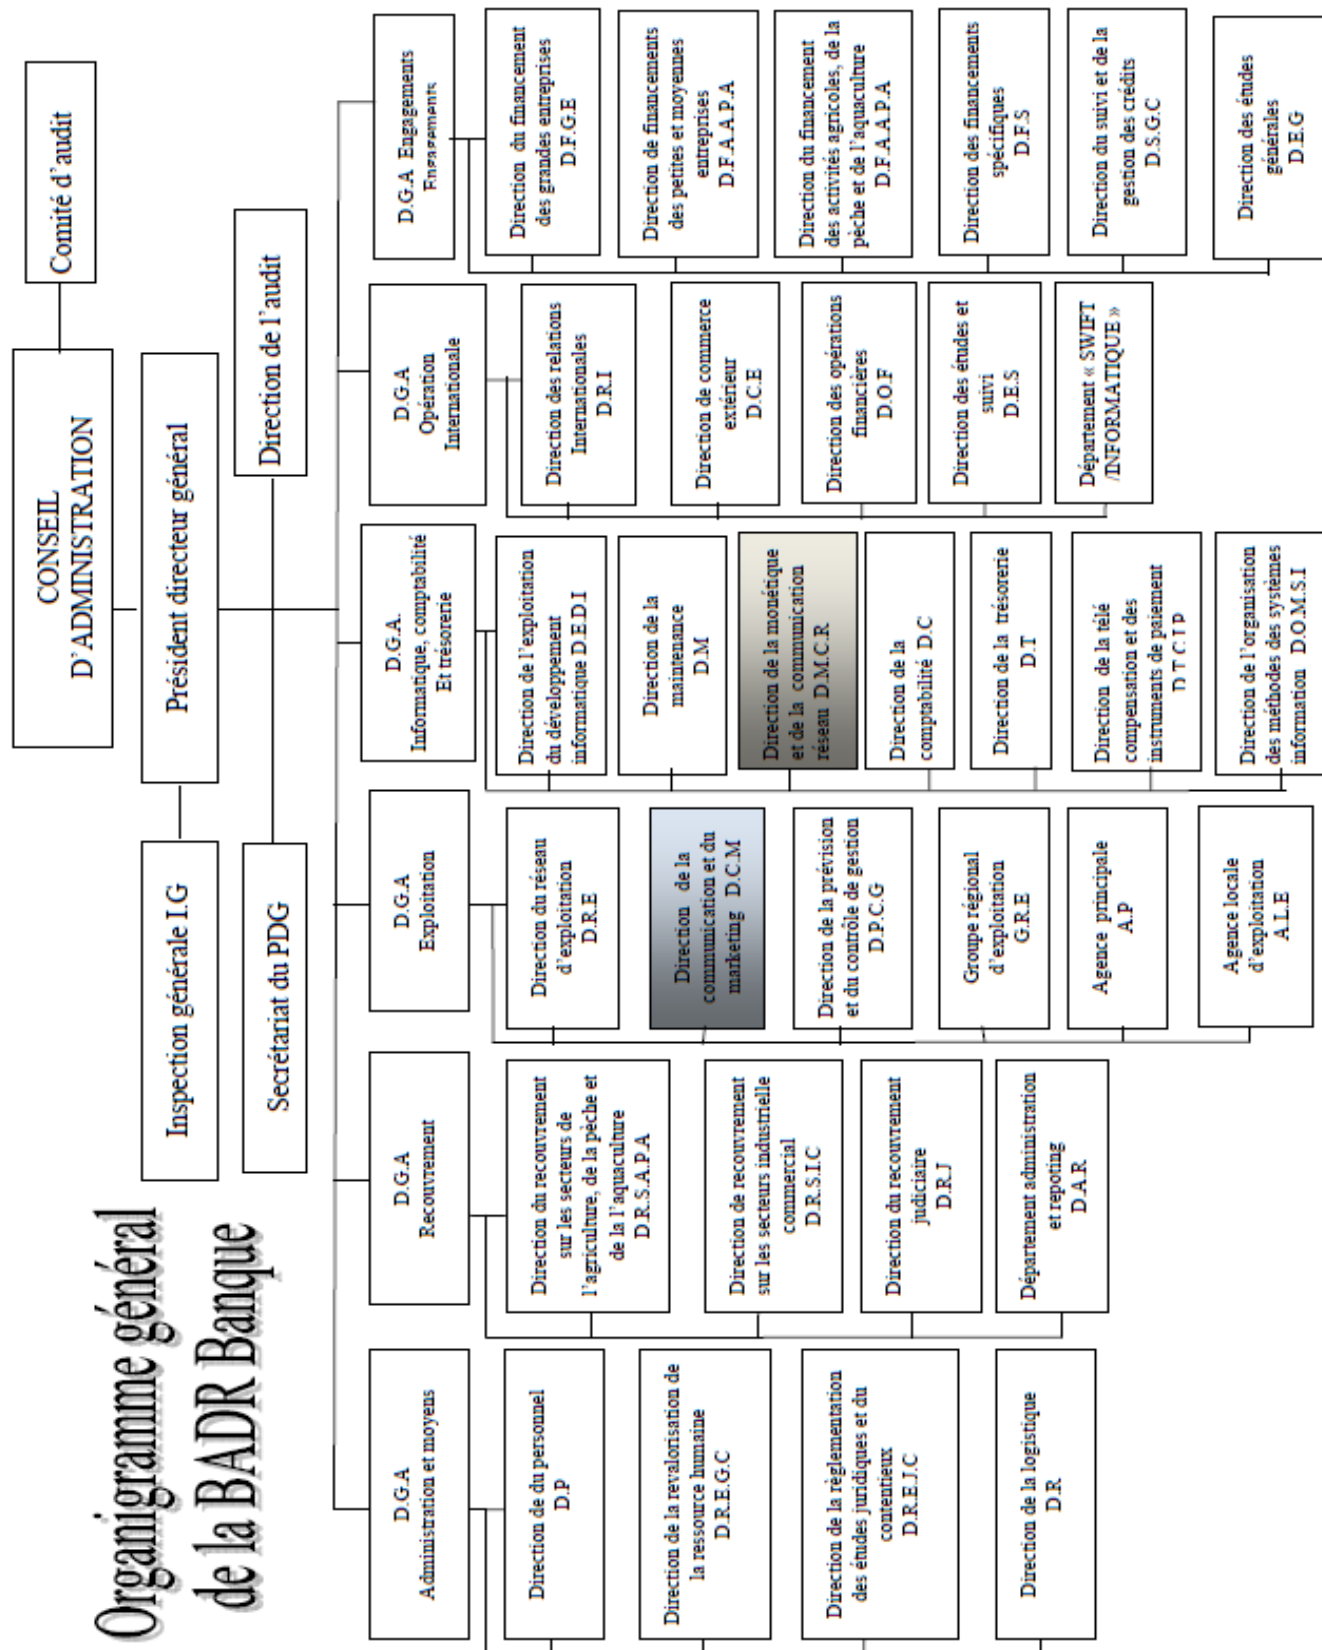 Organigramme général
de la BADR Banque
CONSEIL
D'ADMINISTRATION
Comité d'audit
Président directeur général
Inspection générale I.G
Direction de l'audit
Secrétariat du PDG
D.G.A
Administration et moyens
Direction de du personnel
D.P
Direction de la revalorisation de
la ressource humaine
D.R.E.G.C
Direction de la règlementation
des études juridiques et du
contentieux
D.R.E.J.C
Direction de la logistique
D.R
D.G.A
Recouvrement
Direction du recouvrement
sur les secteurs de
l'agriculture, de la pèche et
de la l'aquaculture
D.R.S.A.P.A
Direction de recouvrement
sur les secteurs industrielle
commercial
D.R.S.I.C
Direction du recouvrement
judiciaire
D.R.J
Département administration
et repoting
D.A.R
D.G.A
Exploitation
Direction du réseau
d'exploitation
D.R.E
Direction de la
communication et du
marketing D.C.M
Direction de la prévision
et du contrôle de gestion
D.P.C.G
Groupe régional
d'exploitation
G.R.E
Agence principale
A.P
Agence locale
d'exploitation
A.L.E
D.G.A.
Informatique, comptabilité
Et trésorerie
Direction de l'exploitation
du développement
informatique D.E.D.I
Direction de la
maintenance
D.M
Direction de la monétique
et de la communication
réseau D.M.C.R
Direction de la
comptabilité D.C
Direction de la trésorerie
D.T
Direction de la télé
compensation et des
instruments de paiement
D.T.C.I.P
Direction de l'organisation
des méthodes des systèmes
information D.O.M.S.I
D.G.A
Opération
Internationale
Direction des relations
Internationales
D.R.I
Direction de commerce
extérieur
D.C.E
Direction des opérations
financières
D.O.F
Direction des études et
suivi
D.E.S
Département « SWIFT
/INFORMATIQUE »
D.G.A Engagements
Engagements
Direction du financement
des grandes entreprises
D.F.G.E
Direction de financements
des petites et moyennes
entreprises
D.F.A.A.P.A
Direction du financement
des activités agricoles, de la
pèche et de l'aquaculture
D.F.A.A.P.A
Direction des financements
spécifiques
D.F.S
Direction du suivi et de la
gestion des crédits
D.S.G.C
Direction des études
générales
D.E.G